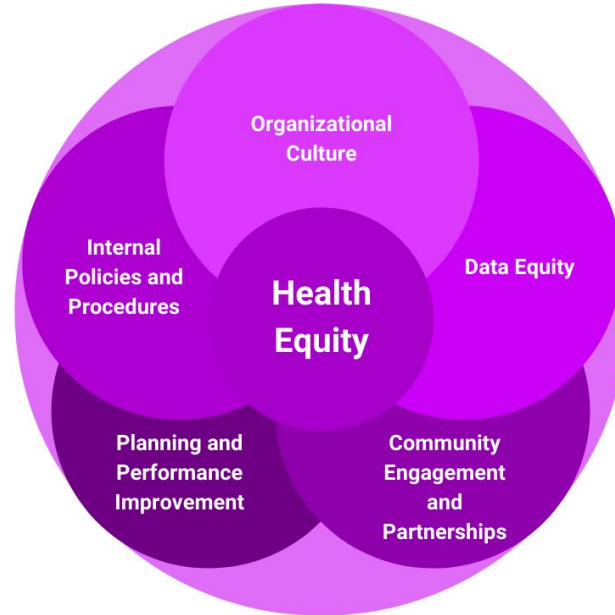 Organizational
Culture
Internal
Policies and
Procedures
Data Equity
Health
Equity
Planning and
Performance
Improvement
Community
Engagement
and
Partnerships